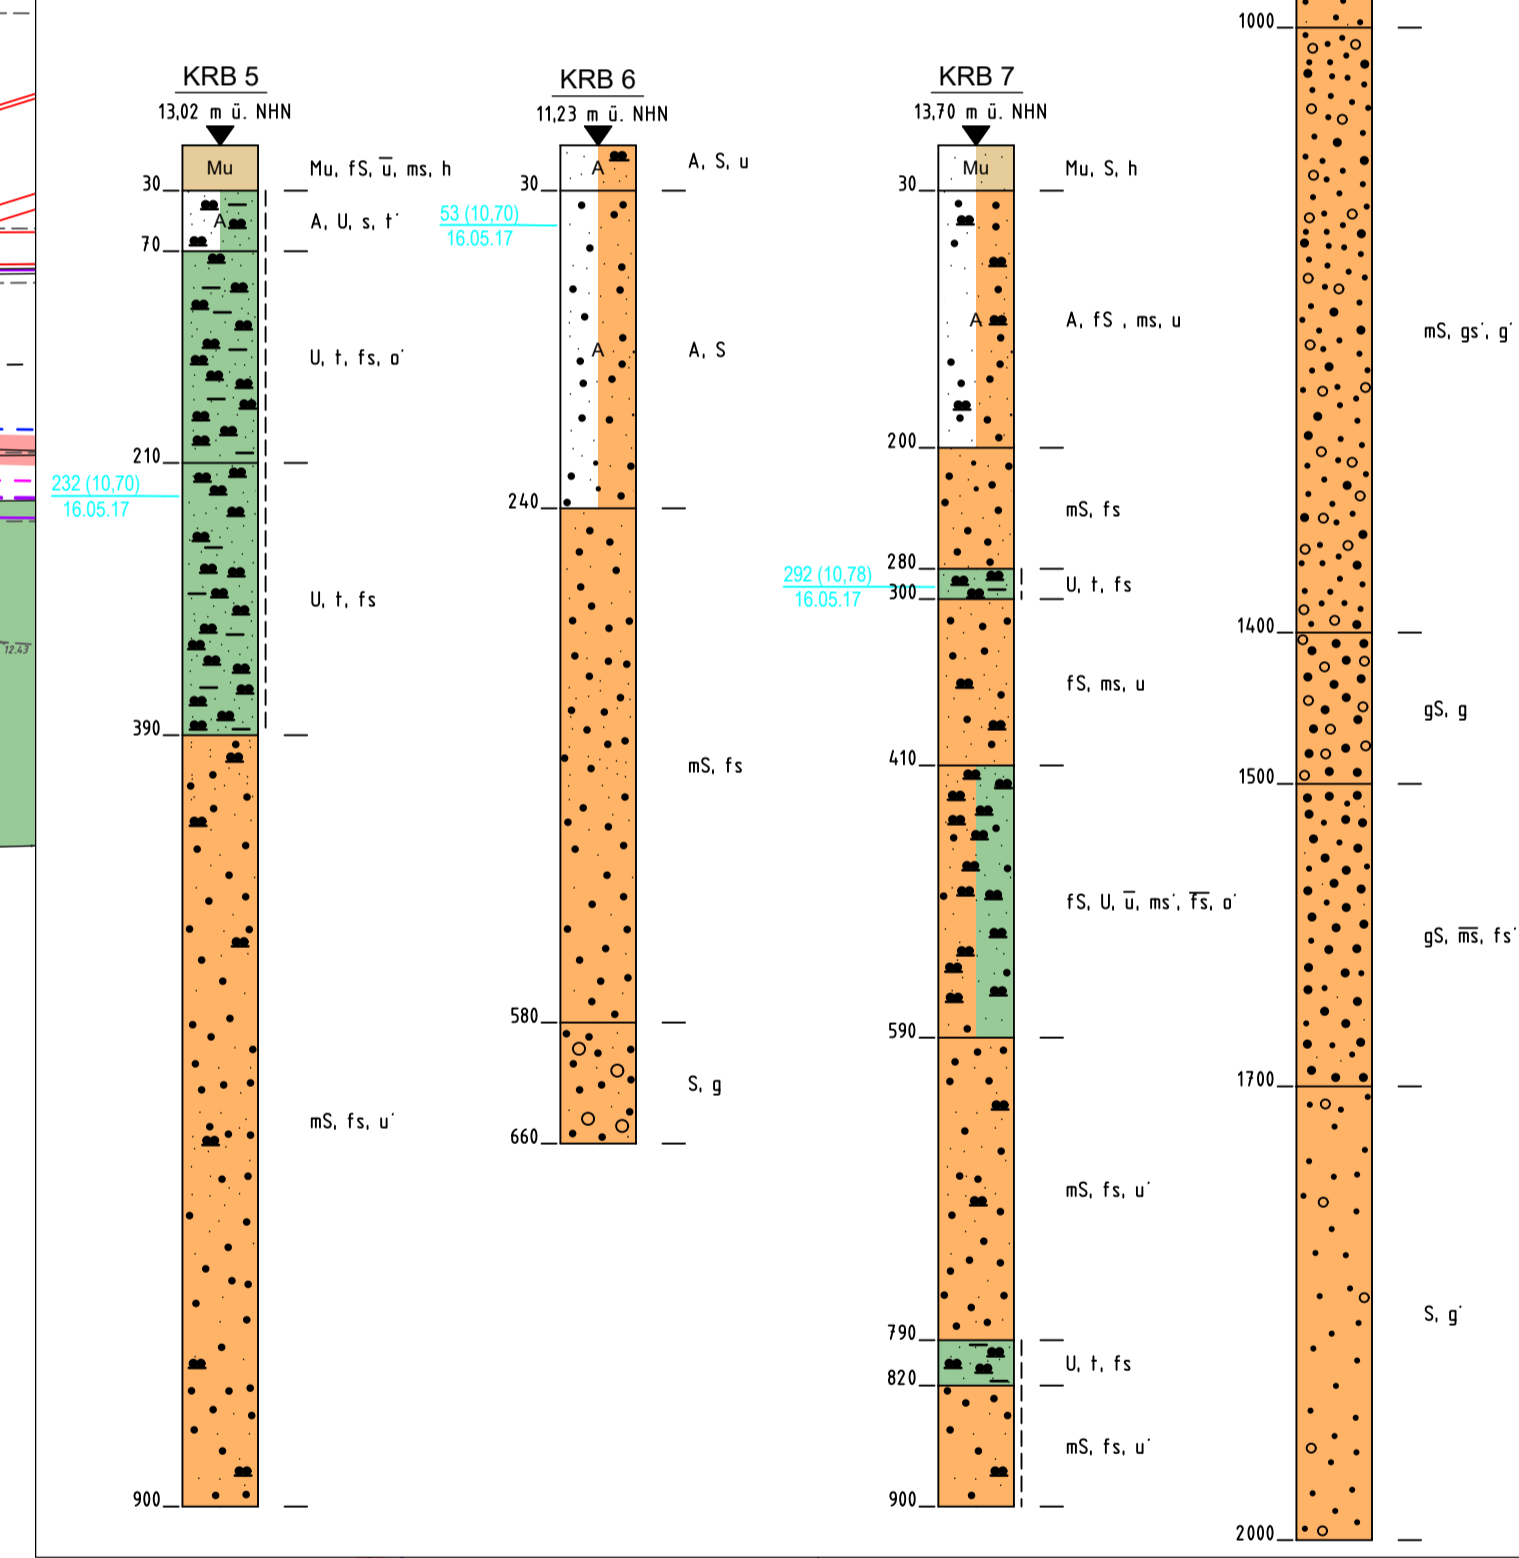 KRB 5
13,02 m ü. NHN
Mu
Mu, fS, u̅, ms, h
30
A
A, U, s, t'
70
U, t, fs, o'
210
232 (10,70)
16.05.17
U, t, fs
390
mS, fs, u'
900
12.43
KRB 6
11,23 m ü. NHN
A
A, S, u
30
53 (10,70)
16.05.17
A
A, S
240
mS, fs
580
S, g
660
KRB 7
13,70 m ü. NHN
Mu
Mu, S, h
30
A
A, fS , ms, u
200
mS, fs
280
292 (10,78)
16.05.17
U, t, fs
300
fS, ms, u
410
fS, U, u̅, ms', f̅s̅, o'
590
mS, fs, u'
790
U, t, fs
820
mS, fs, u'
900
1000
mS, gs', g'
1400
gS, g
1500
gS, m̅s̅, fs'
1700
S, g'
2000